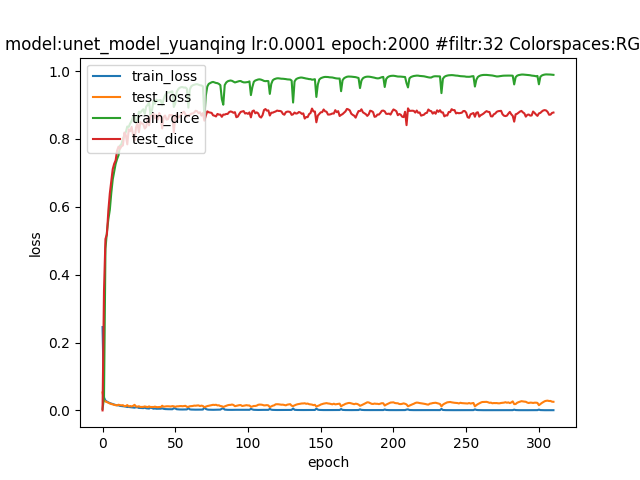 model:unet_model_yuanqing lr:0.0001 epoch:2000 #filtr:32 Colorspaces:RG
train_loss
test_loss
train_dice
test_dice
1.0
0.8
0.6
0.4
0.2
0.0
loss
0
50
100
150
200
250
300
epoch